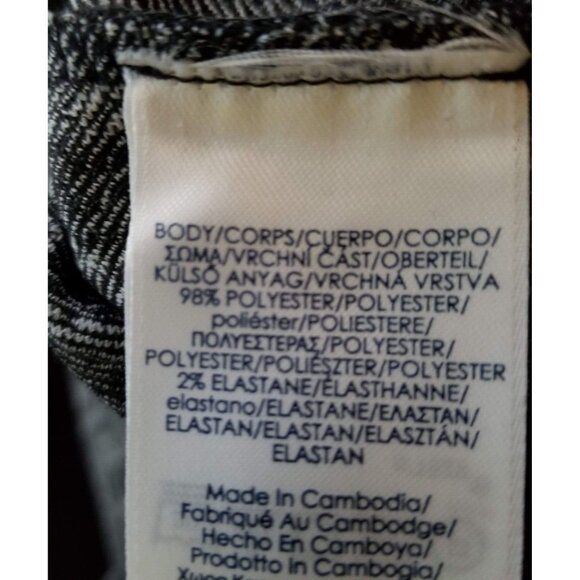 BODY/CORPS/CUERPO/CORPO/
ΣΩΜΑ/VRCHNÍ ČÁST/OBERTEIL/
KÜLSŐ ANYAG/VRCHNÁ VRSTVA
98% POLYESTER/POLYESTER/
poliéster/POLIESTERE/
ΠΟΛΥΕΣΤΕΡΑΣ/POLYESTER/
POLYESTER/POLIÉSZTER/POLYESTER
2% ELASTANE/ÉLASTHANNE/
elastano/ELASTANE/ΕΛΑΣΤΑΝ/
ELASTAN/ELASTAN/ELASZTÁN/
ELASTAN
Made In Cambodia/
Fabriqué Au Cambodge/
Hecho En Camboya/
Prodotto In Cambogia/